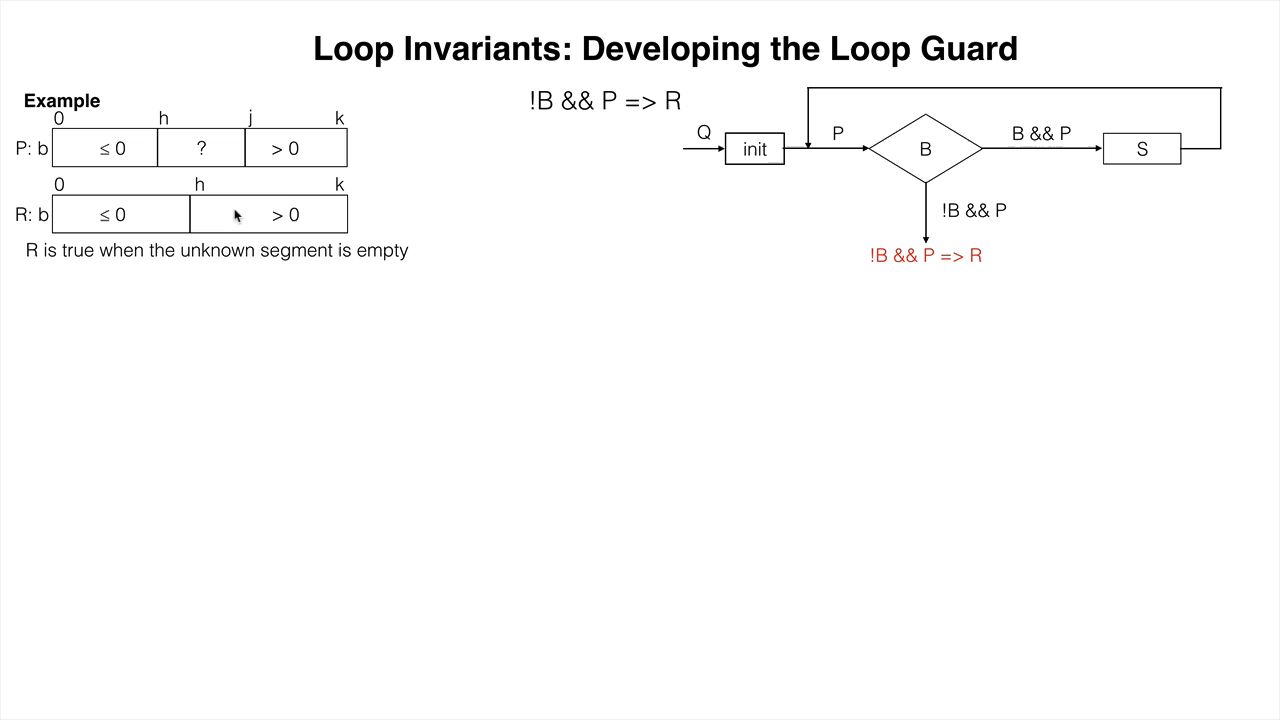 Loop Invariants: Developing the Loop Guard
Example
0 h j k
P: b ≤ 0 ? > 0
0 h k
R: b ≤ 0 > 0
R is true when the unknown segment is empty
!B && P => R
Q init P B B && P S
!B && P
!B && P => R